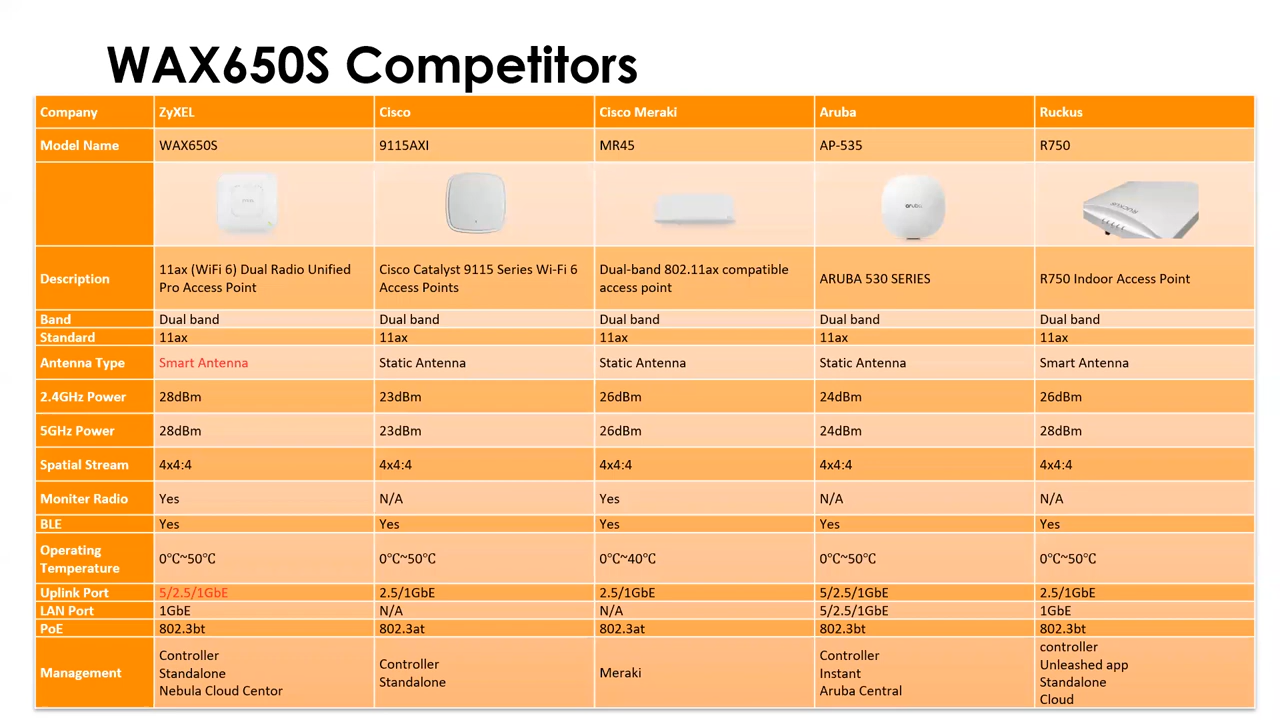 WAX650S Competitors
Company ZyXEL Cisco Cisco Meraki Aruba Ruckus
Model Name WAX650S 9115AXI MR45 AP-535 R750
aruba
RUCKUS
Description 11ax (WiFi 6) Dual Radio Unified Pro Access Point Cisco Catalyst 9115 Series Wi-Fi 6 Access Points Dual-band 802.11ax compatible access point ARUBA 530 SERIES R750 Indoor Access Point
Band Dual band Dual band Dual band Dual band Dual band
Standard 11ax 11ax 11ax 11ax 11ax
Antenna Type Smart Antenna Static Antenna Static Antenna Static Antenna Smart Antenna
2.4GHz Power 28dBm 23dBm 26dBm 24dBm 26dBm
5GHz Power 28dBm 23dBm 26dBm 24dBm 28dBm
Spatial Stream 4x4:4 4x4:4 4x4:4 4x4:4 4x4:4
Moniter Radio Yes N/A Yes N/A N/A
BLE Yes Yes Yes Yes Yes
Operating Temperature 0℃~50℃ 0℃~50℃ 0℃~40℃ 0℃~50℃ 0℃~50℃
Uplink Port 5/2.5/1GbE 2.5/1GbE 2.5/1GbE 5/2.5/1GbE 2.5/1GbE
LAN Port 1GbE N/A N/A 5/2.5/1GbE 1GbE
PoE 802.3bt 802.3at 802.3at 802.3bt 802.3bt
Management Controller Standalone Nebula Cloud Centor Controller Standalone Meraki Controller Instant Aruba Central controller Unleashed app Standalone Cloud